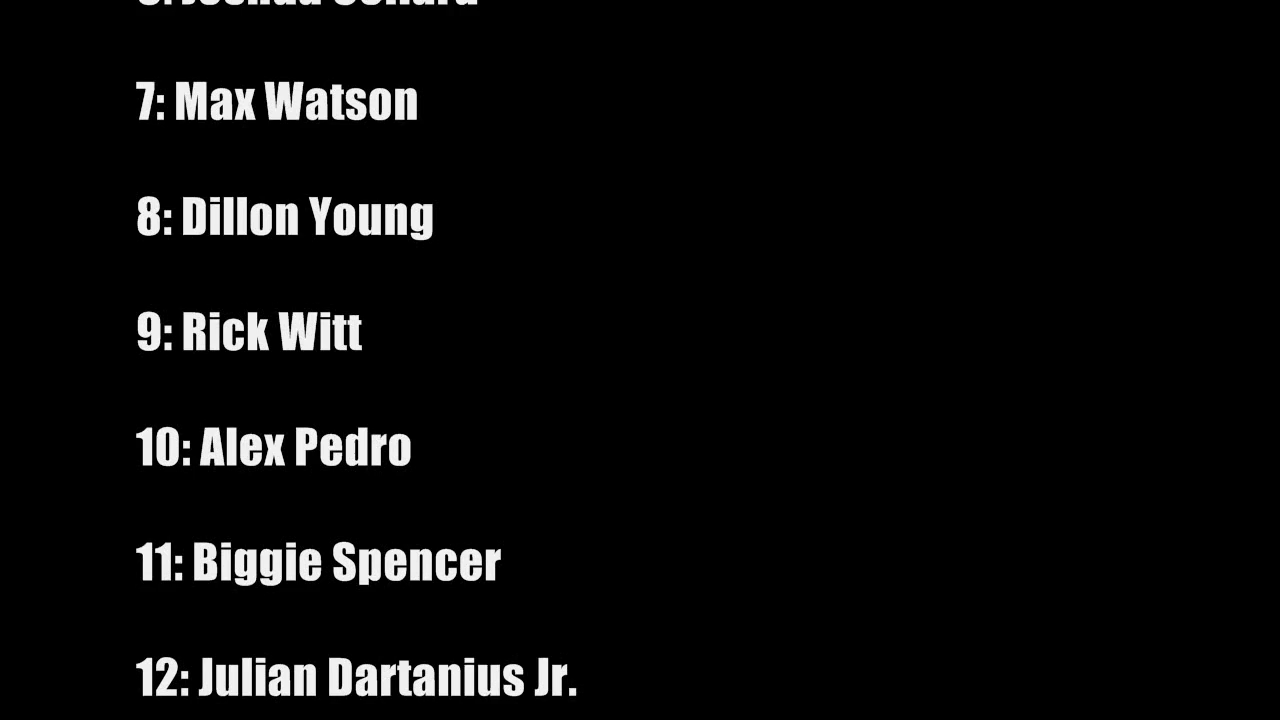 7: Max Watson
8: Dillon Young
9: Rick Witt
10: Alex Pedro
11: Biggie Spencer
12: Julian Dartanius Jr.